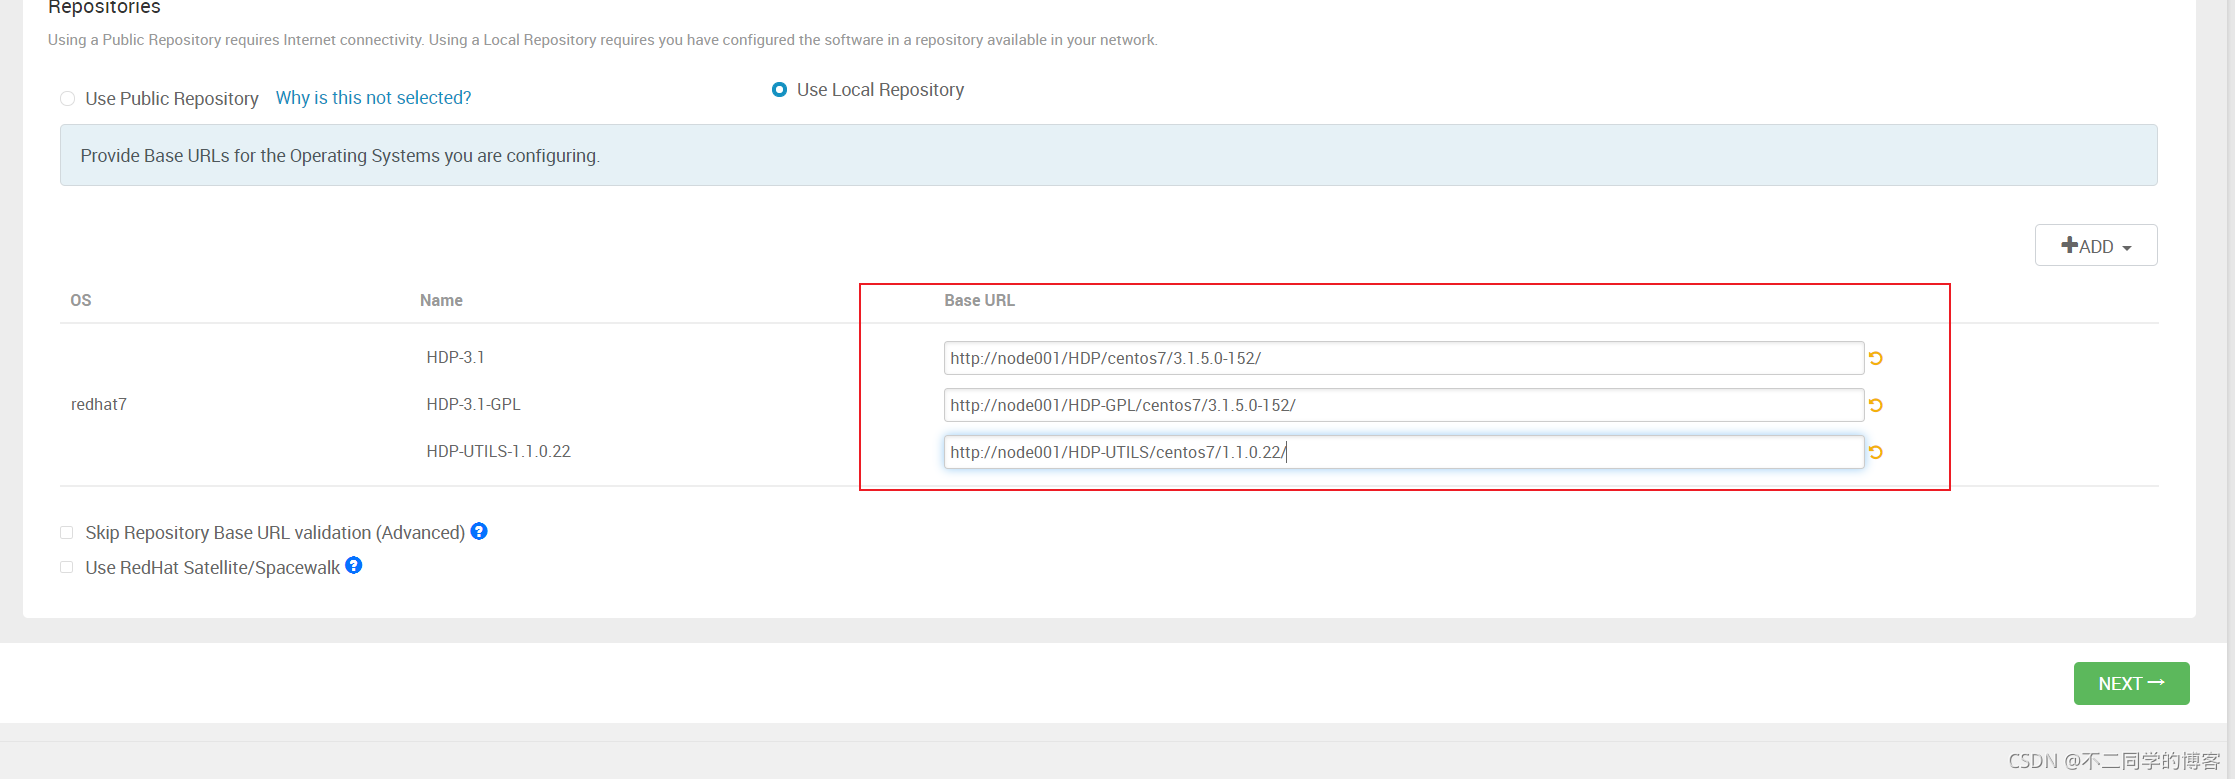 Repositories
Using a Public Repository requires Internet connectivity. Using a Local Repository requires you have configured the software in a repository available in your network.
Use Public Repository Why is this not selected? Use Local Repository
Provide Base URLs for the Operating Systems you are configuring.
ADD
OS Name Base URL
HDP-3.1 http://node001/HDP/centos7/3.1.5.0-152/
redhat7 HDP-3.1-GPL http://node001/HDP-GPL/centos7/3.1.5.0-152/
HDP-UTILS-1.1.0.22 http://node001/HDP-UTILS/centos7/1.1.0.22/
Skip Repository Base URL validation (Advanced) ?
Use RedHat Satellite/Spacewalk ?
NEXT →
CSDN @不二同学的博客